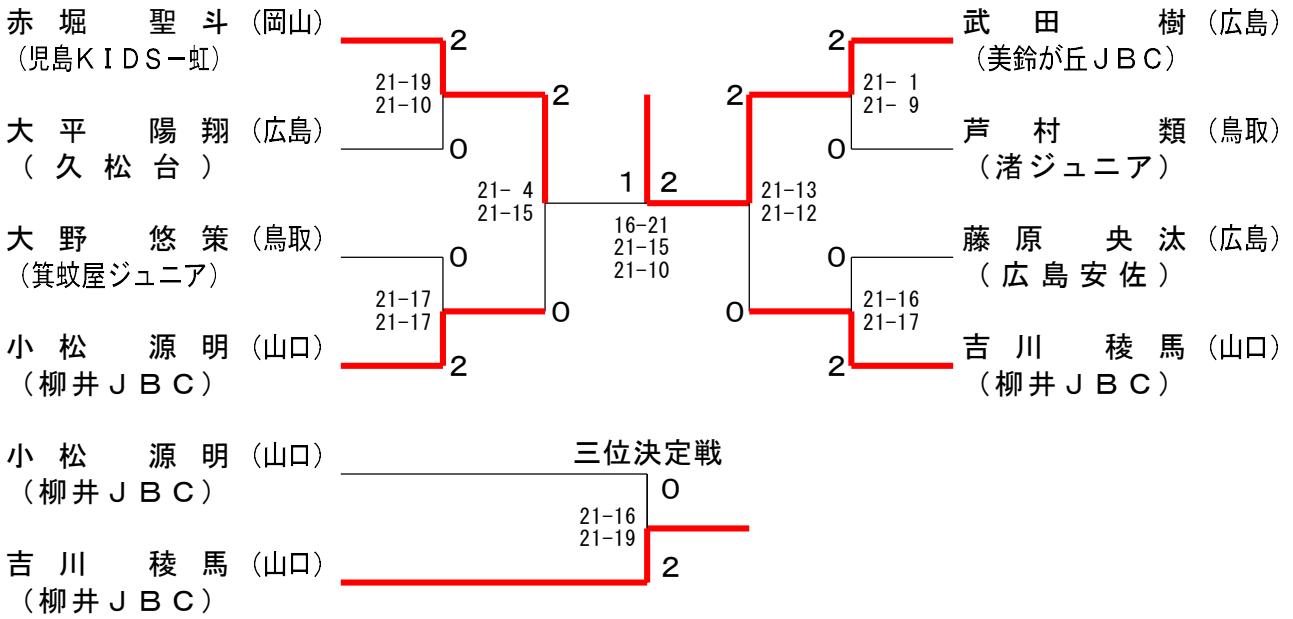 赤堀 聖斗 (岡山)
(児島KIDS-虹)
大平 陽翔 (広島)
(久松台)
大野 悠策 (鳥取)
(箕蚊屋ジュニア)
小松 源明 (山口)
(柳井JBC)
2
21-19
21-10
0
0
21-17
21-17
2
2
21- 4
21-15
0
1 2
16-21
21-15
21-10
2
21-13
21-12
0
2
21- 1
21- 9
0
0
21-16
21-17
2
武田 樹 (広島)
(美鈴が丘JBC)
芦村 類 (鳥取)
(渚ジュニア)
藤原 央汰 (広島)
(広島安佐)
吉川 稜馬 (山口)
(柳井JBC)
三位決定戦
小松 源明 (山口)
(柳井JBC)
吉川 稜馬 (山口)
(柳井JBC)
0
21-16
21-19
2